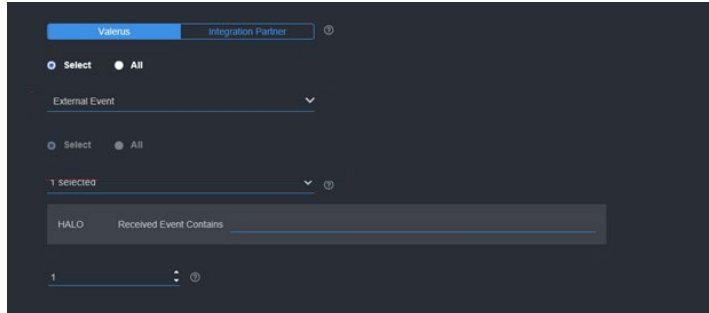 Valerus Integration Partner
Select All
External Event
Select All
1 selected
HALO Received Event Contains
1